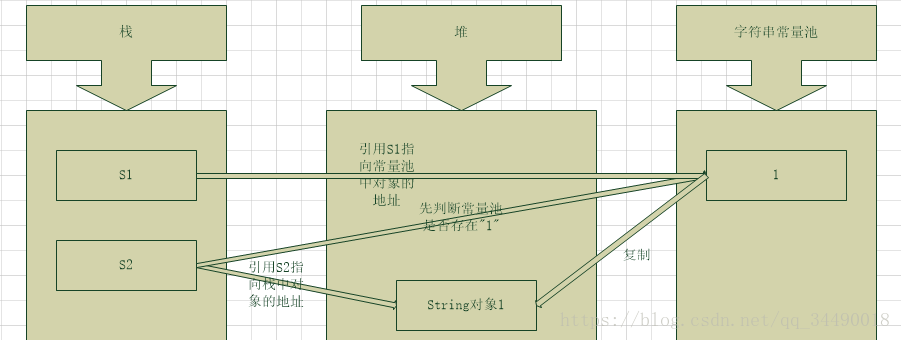 栈
堆
字符串常量池
引用S1指
向常量池
中对象的
地址
S1
1
先判断常量池
是否存在"1"
S2
引用S2指
向栈中对
象的地址
复制
String对象1
https://blog.csdn.net/qq_34490018